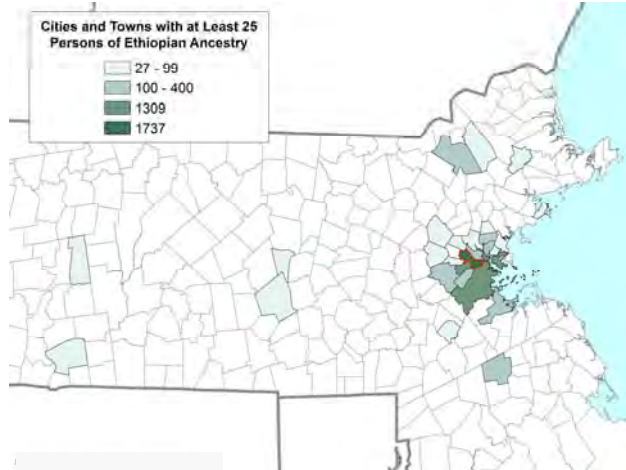 Cities and Towns with at Least 25
Persons of Ethiopian Ancestry
27 - 99
100 - 400
1309
1737